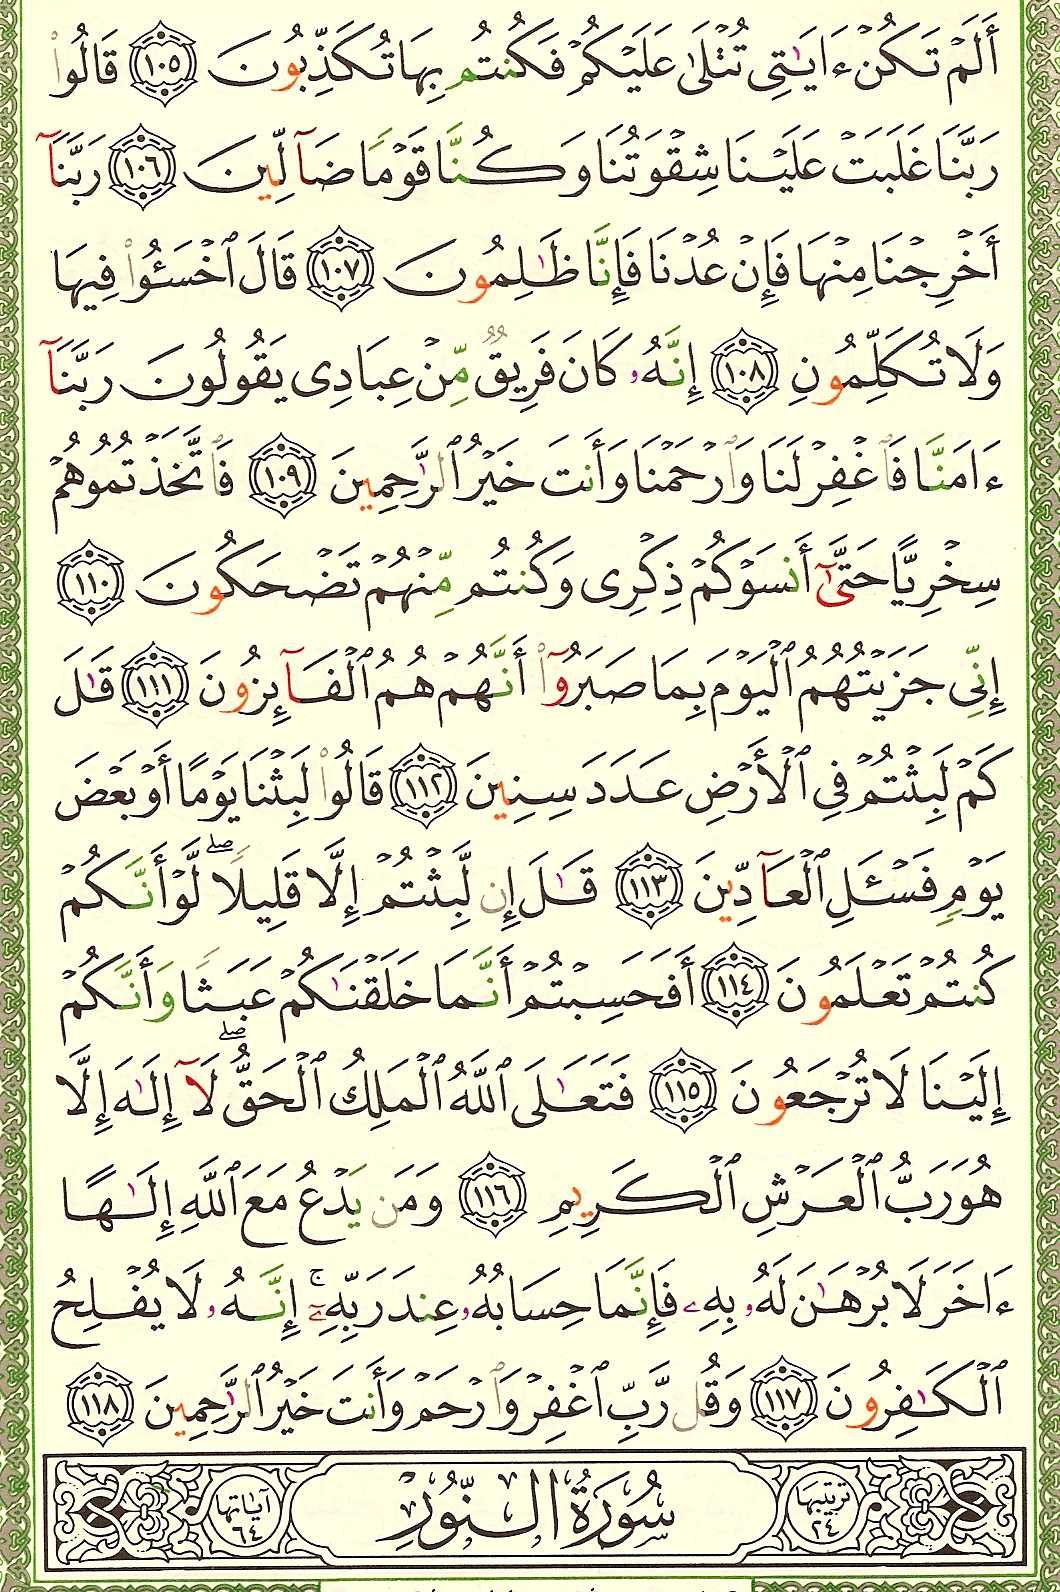 أَلَمْ تَكُنْ ءَايَـٰتِى تُتْلَىٰ عَلَيْكُمْ فَكُنتُم بِهَا تُكَذِّبُونَ ١٠٥ قَالُوا۟
رَبَّنَا غَلَبَتْ عَلَيْنَا شِقْوَتُنَا وَكُنَّا قَوْمًا ضَآلِّينَ ١٠٦ رَبَّنَآ
أَخْرِجْنَا مِنْهَا فَإِنْ عُدْنَا فَإِنَّا ظَـٰلِمُونَ ١٠٧ قَالَ ٱخْسَـُٔوا۟ فِيهَا
وَلَا تُكَلِّمُونِ ١٠٨ إِنَّهُۥ كَانَ فَرِيقٌ مِّنْ عِبَادِى يَقُولُونَ رَبَّنَآ
ءَامَنَّا فَٱغْفِرْ لَنَا وَٱرْحَمْنَا وَأَنتَ خَيْرُ ٱلرَّٰحِمِينَ ١٠٩ فَٱتَّخَذْتُمُوهُمْ
سِخْرِيًّا حَتَّىٰٓ أَنسَوْكُمْ ذِكْرِى وَكُنتُم مِّنْهُمْ تَضْحَكُونَ ١١٠
إِنِّى جَزَيْتُهُمُ ٱلْيَوْمَ بِمَا صَبَرُوٓا۟ أَنَّهُمْ هُمُ ٱلْفَآئِزُونَ ١١١ قَـٰلَ
كَمْ لَبِثْتُمْ فِى ٱلْأَرْضِ عَدَدَ سِنِينَ ١١٢ قَالُوا۟ لَبِثْنَا يَوْمًا أَوْ بَعْضَ
يَوْمٍ فَسْـَٔلِ ٱلْعَآدِّينَ ١١٣ قَـٰلَ إِن لَّبِثْتُمْ إِلَّا قَلِيلًا ۖ لَّوْ أَنَّكُمْ
كُنتُمْ تَعْلَمُونَ ١١٤ أَفَحَسِبْتُمْ أَنَّمَا خَلَقْنَـٰكُمْ عَبَثًا وَأَنَّكُمْ
إِلَيْنَا لَا تُرْجَعُونَ ١١٥ فَتَعَـٰلَى ٱللَّهُ ٱلْمَلِكُ ٱلْحَقُّ ۖ لَآ إِلَـٰهَ إِلَّا
هُوَ رَبُّ ٱلْعَرْشِ ٱلْكَرِيمِ ١١٦ وَمَن يَدْعُ مَعَ ٱللَّهِ إِلَـٰهًا
ءَاخَرَ لَا بُرْهَـٰنَ لَهُۥ بِهِۦ فَإِنَّمَا حِسَابُهُۥ عِندَ رَبِّهِۦٓ ۚ إِنَّهُۥ لَا يُفْلِحُ
ٱلْكَـٰفِرُونَ ١١٧ وَقُل رَّبِّ ٱغْفِرْ وَٱرْحَمْ وَأَنتَ خَيْرُ ٱلرَّٰحِمِينَ ١١٨
ترتيبها ٢٤ سُورَةُ ٱلنُّورِ آياتها ٦٤